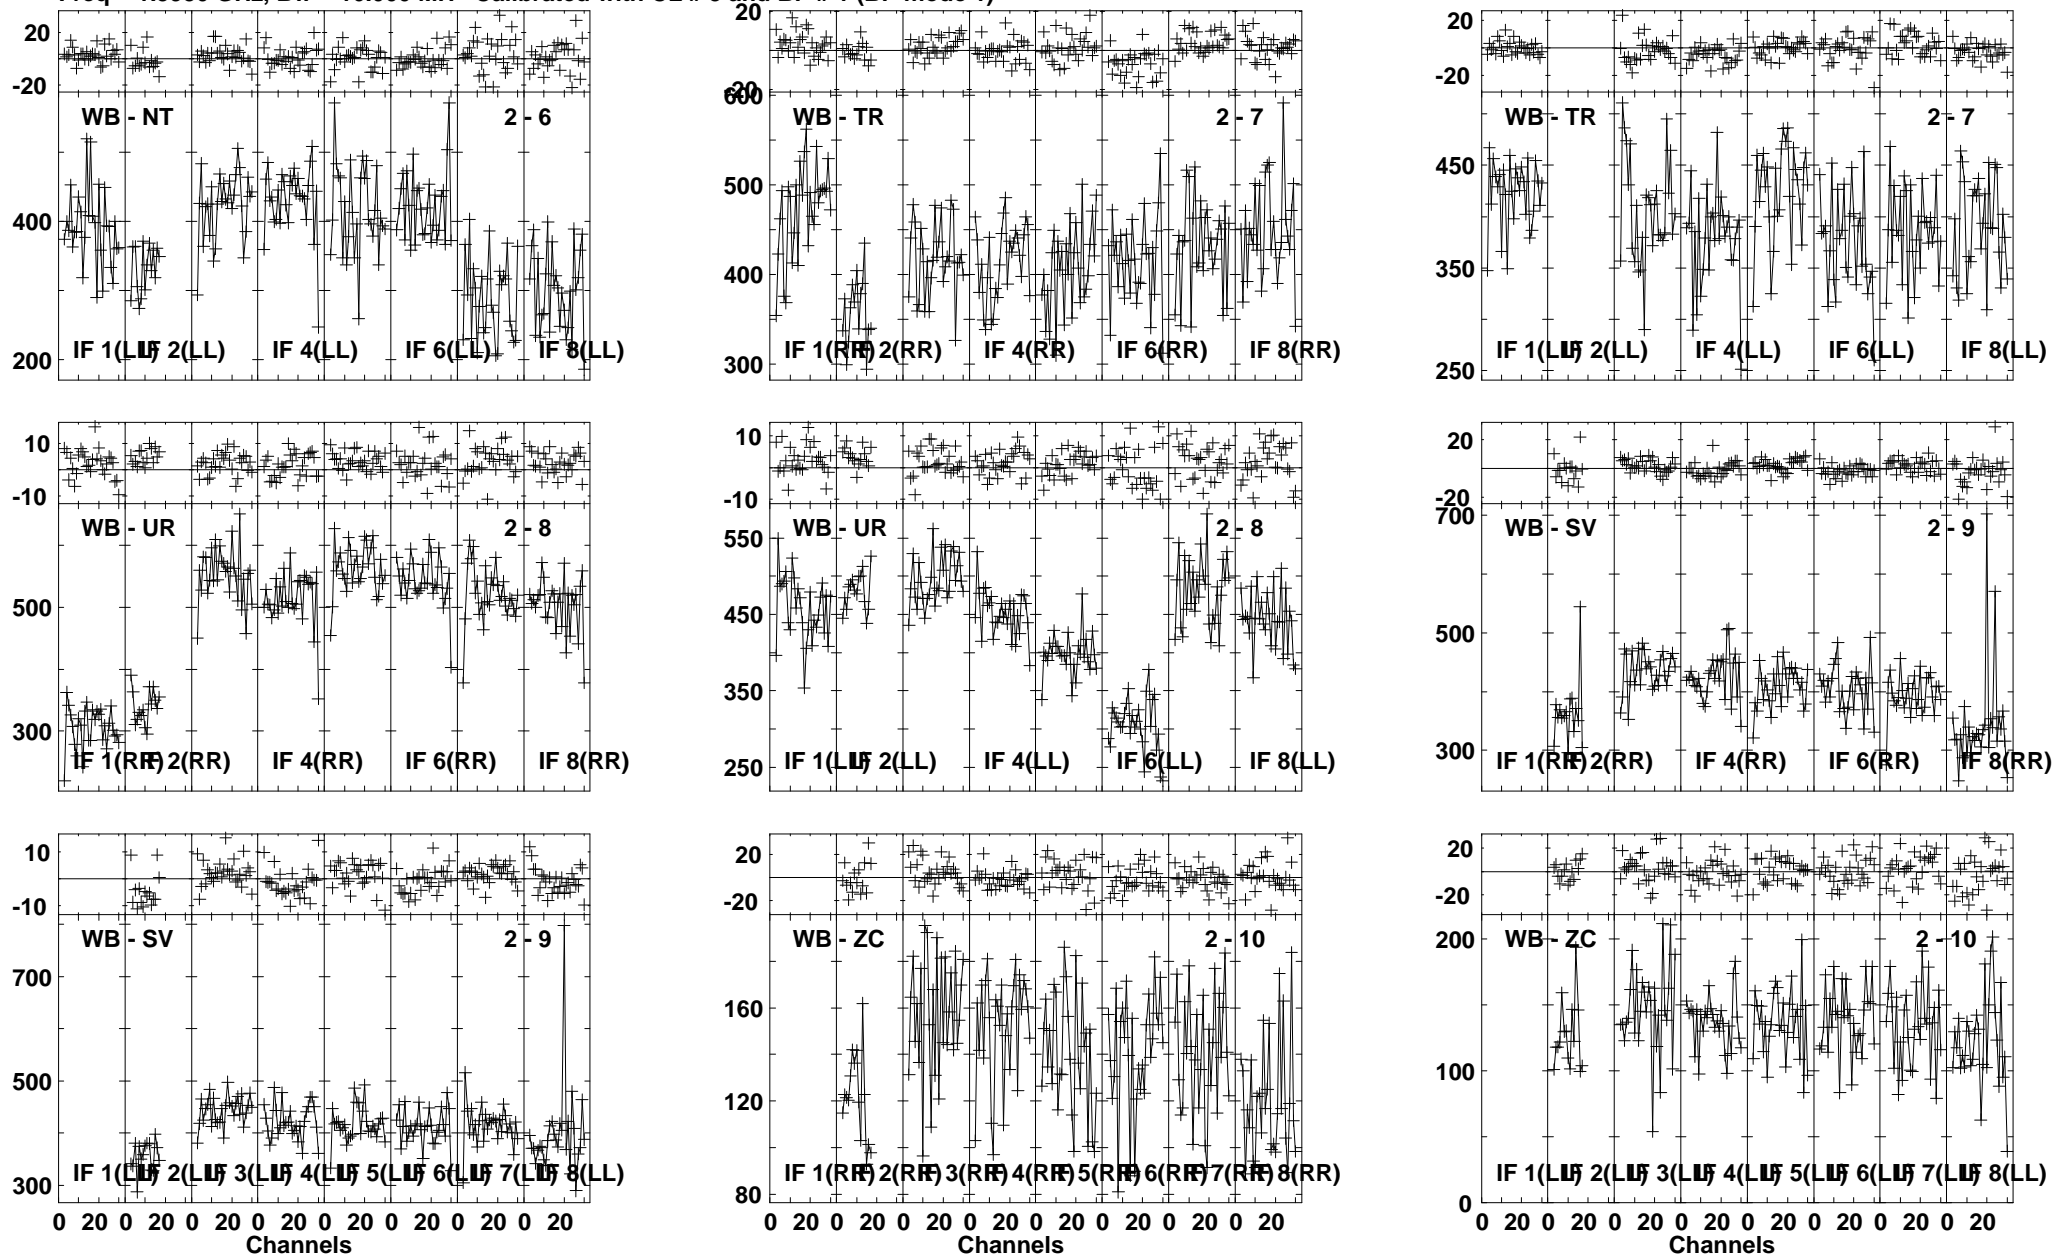 20 20 20
0 0
-20 -20 -20
600
WB - NT 2 - 6 WB - TR 2 - 7 WB - TR 2 - 7
500 450
400 400 350
200 300 250
IF 1(LL) IF 2(LL) IF 4(LL) IF 6(LL) IF 8(LL)
IF 1(RR) IF 2(RR) IF 4(RR) IF 6(RR) IF 8(RR)
IF 1(LL) IF 2(LL) IF 4(LL) IF 6(LL) IF 8(LL)
10 10 20
0
-10 -10 -20
WB - UR 2 - 8 WB - UR 2 - 8 WB - SV 2 - 9
550 700
500 450 500
300 350 300
250
IF 1(RR) IF 2(RR) IF 4(RR) IF 6(RR) IF 8(RR)
IF 1(LL) IF 2(LL) IF 4(LL) IF 6(LL) IF 8(LL)
IF 1(RR) IF 2(RR) IF 4(RR) IF 6(RR) IF 8(RR)
10 20 20
-10 -20 -20
WB - SV 2 - 9 WB - ZC 2 - 10 WB - ZC 2 - 10
700 160 200
500 120 100
300 80 0
IF 1(LL) IF 2(LL) IF 3(LL) IF 4(LL) IF 5(LL) IF 6(LL) IF 7(LL) IF 8(LL)
IF 1(RR) IF 2(RR) IF 3(RR) IF 4(RR) IF 5(RR) IF 6(RR) IF 7(RR) IF 8(RR)
IF 1(LL) IF 2(LL) IF 3(LL) IF 4(LL) IF 5(LL) IF 6(LL) IF 7(LL) IF 8(LL)
0 20 0 20 0 20 0 20 0 20 0 20 0 20 0 20
0 20 0 20 0 20 0 20 0 20 0 20 0 20 0 20
0 20 0 20 0 20 0 20 0 20 0 20 0 20 0 20
Channels Channels